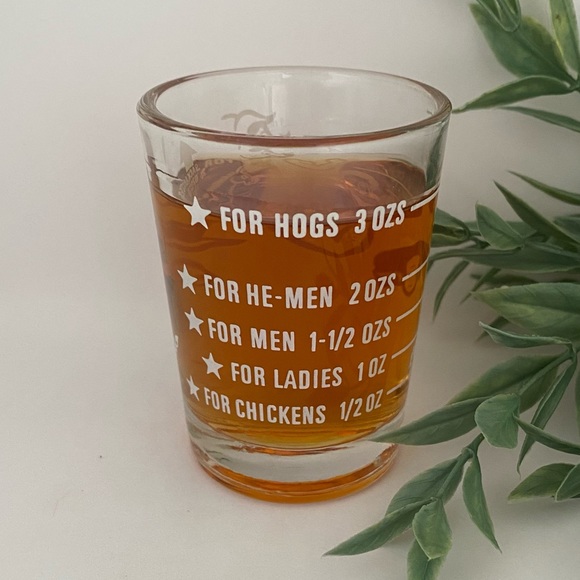 ★ FOR HOGS 3 OZS
★ FOR HE-MEN 2 OZS
★ FOR MEN 1-1/2 OZS
★ FOR LADIES 1 OZ
★ FOR CHICKENS 1/2 OZ